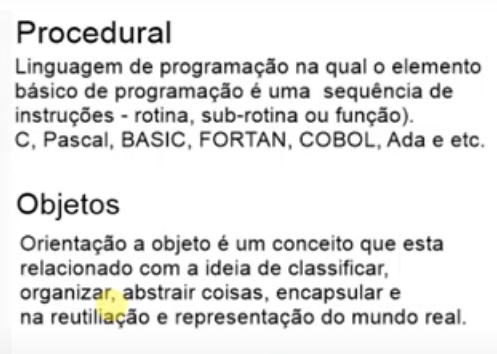 Procedural
Linguagem de programação na qual o elemento
básico de programação é uma sequência de
instruções - rotina, sub-rotina ou função).
C, Pascal, BASIC, FORTAN, COBOL, Ada e etc.
Objetos
Orientação a objeto é um conceito que esta
relacionado com a ideia de classificar,
organizar, abstrair coisas, encapsular e
na reutiliação e representação do mundo real.